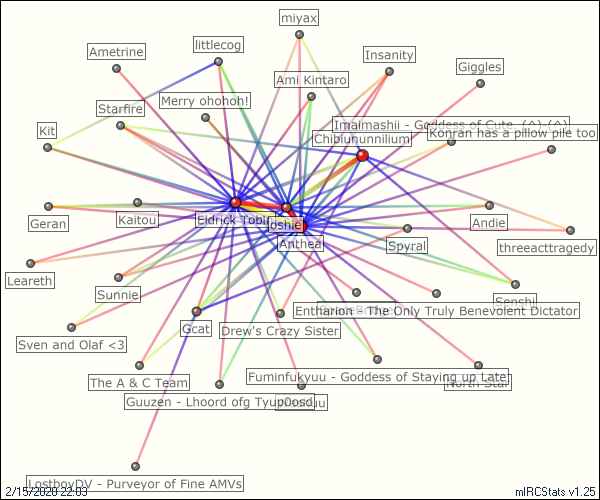 miyax
littlecog
Ametrine
Insanity
Giggles
Ami Kintaro
Merry ohohoh!
Starfire
Imaimashii - Goddess of Cute. {^}-{^}
Konran has a pillow pile too
Chibiununnilium
Kit
Geran
Kaitou
Eldrick Tobin
Joshie
Anthea
Andie
Spyral
threeacttragedy
Leareth
Sunnie
Senshi
Entharion - The Only Truly Benevolent Dictator
Gcat
Drew's Crazy Sister
Sven and Olaf <3
The A & C Team
Fuminfukyuu - Goddess of Staying up Late
North Star
Guuzen - Lhoord ofg Tyup0osd
LostboyDV - Purveyor of Fine AMVs
2/15/2020 22:03
mIRCStats v1.25